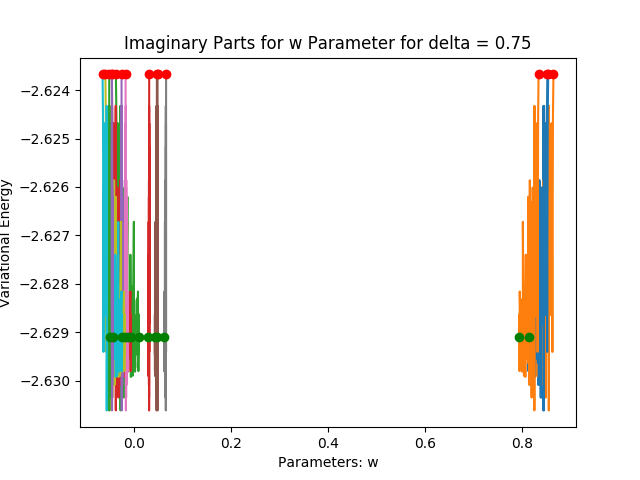 Imaginary Parts for w Parameter for delta = 0.75
Variational Energy
−2.624
−2.625
−2.626
−2.627
−2.628
−2.629
−2.630
0.0 0.2 0.4 0.6 0.8
Parameters: w